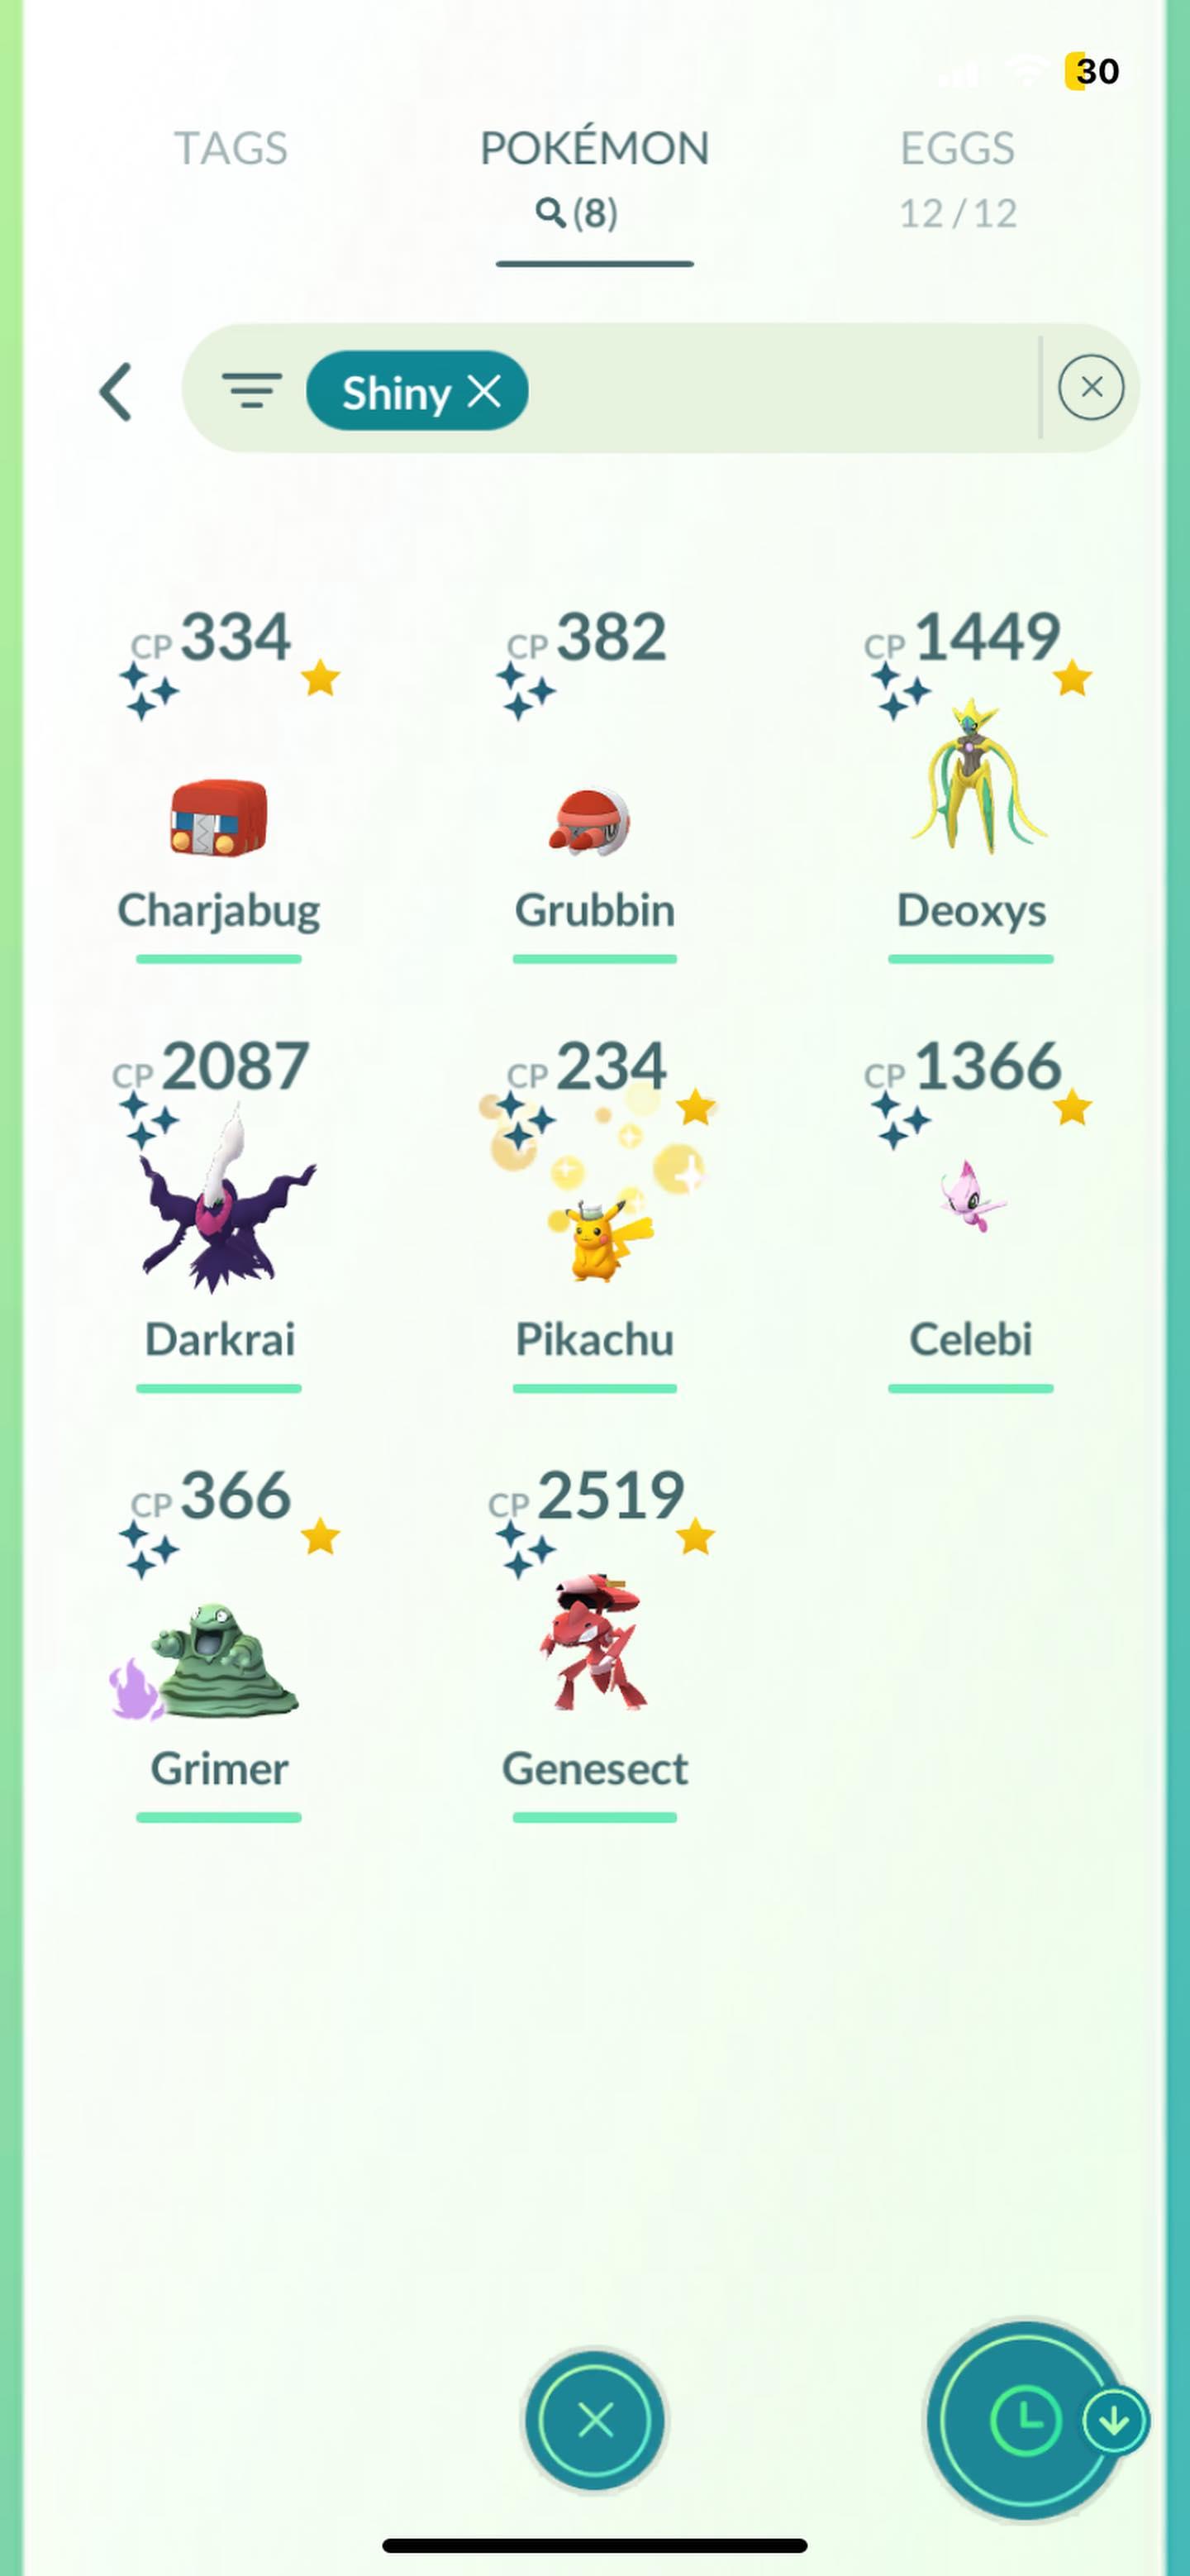 30
TAGS POKÉMON EGGS
(8) 12 / 12
Shiny
CP 334 CP 382 CP 1449
Charjabug Grubbin Deoxys
CP 2087 CP 234 CP 1366
Darkrai Pikachu Celebi
CP 366 CP 2519
Grimer Genesect